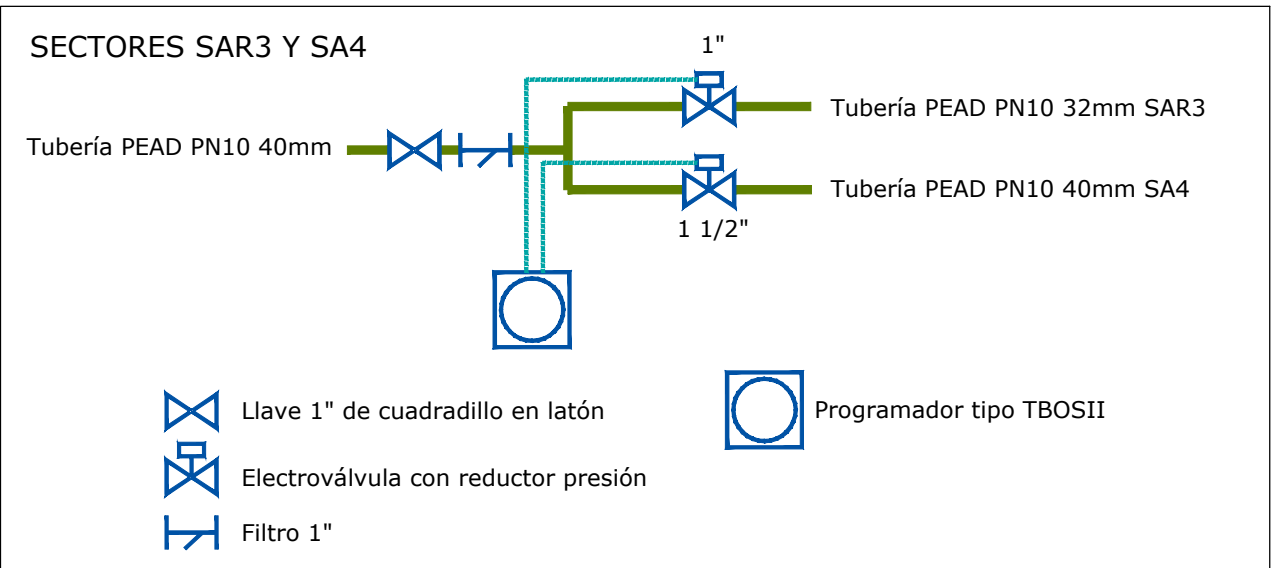 SECTORES SAR3 Y SA4
1"
Tubería PEAD PN10 32mm SAR3
Tubería PEAD PN10 40mm
Tubería PEAD PN10 40mm SA4
1 1/2"
Llave 1" de cuadradillo en latón
Programador tipo TBOSII
Electroválvula con reductor presión
Filtro 1"